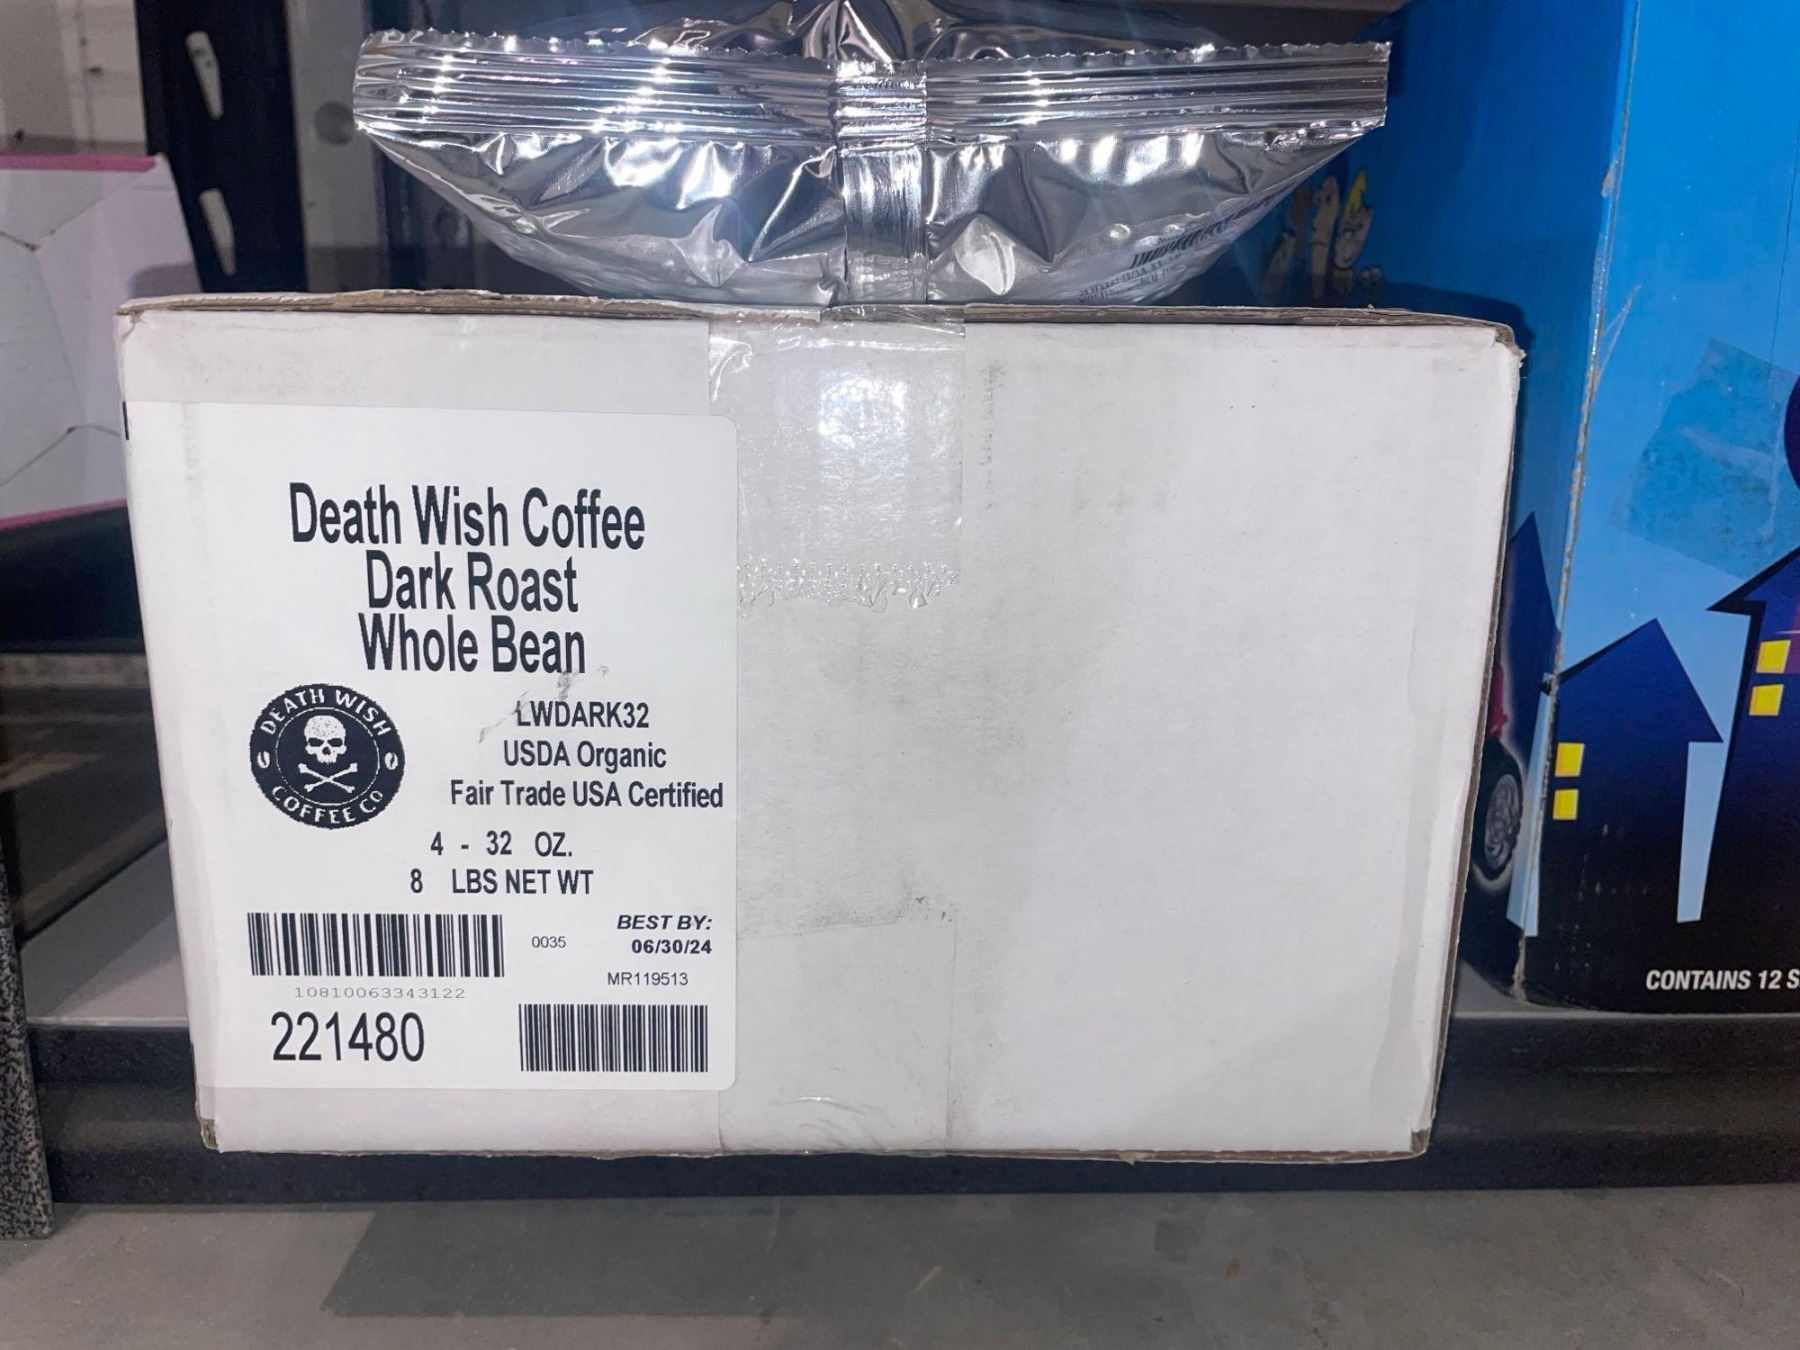 Death Wish Coffee
Dark Roast
Whole Bean
DEATH WISH
COFFEE CO
LWDARK32
USDA Organic
Fair Trade USA Certified
4 - 32 OZ.
8 LBS NET WT
BEST BY:
0035
06/30/24
MR119513
10810063343122
221480
CONTAINS 12 S